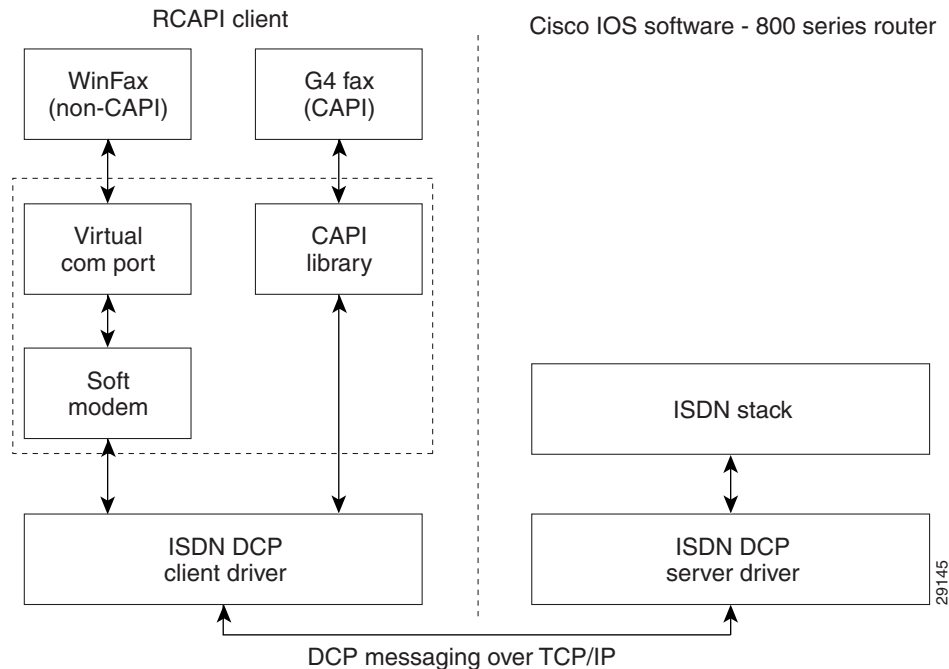 RCAPI client
Cisco IOS software - 800 series router
WinFax
(non-CAPI)
G4 fax
(CAPI)
Virtual
com port
CAPI
library
Soft
modem
ISDN stack
ISDN DCP
client driver
ISDN DCP
server driver
29145
DCP messaging over TCP/IP